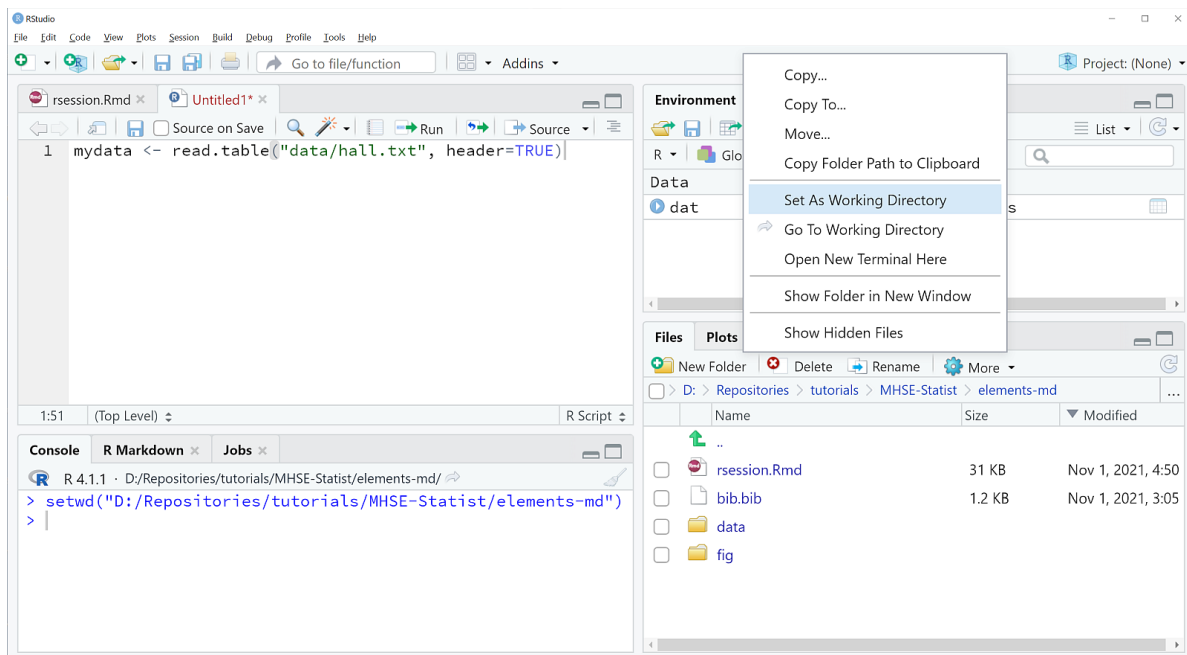 RStudio
File Edit Code View Plots Session Build Debug Profile Tools Help
Go to file/function Addins Project: (None)
rsession.Rmd Untitled1*
Source on Save Run Source
1 mydata <- read.table("data/hall.txt", header=TRUE)
1:51 (Top Level) R Script
Console R Markdown Jobs
R 4.1.1 · D:/Repositories/tutorials/MHSE-Statist/elements-md/
> setwd("D:/Repositories/tutorials/MHSE-Statist/elements-md")
>
Environment
List
R Glo
Data
dat s
Copy...
Copy To...
Move...
Copy Folder Path to Clipboard
Set As Working Directory
Go To Working Directory
Open New Terminal Here
Show Folder in New Window
Show Hidden Files
Files Plots
New Folder Delete Rename More
D: > Repositories > tutorials > MHSE-Statist > elements-md ...
Name Size Modified
..
rsession.Rmd 31 KB Nov 1, 2021, 4:50
bib.bib 1.2 KB Nov 1, 2021, 3:05
data
fig